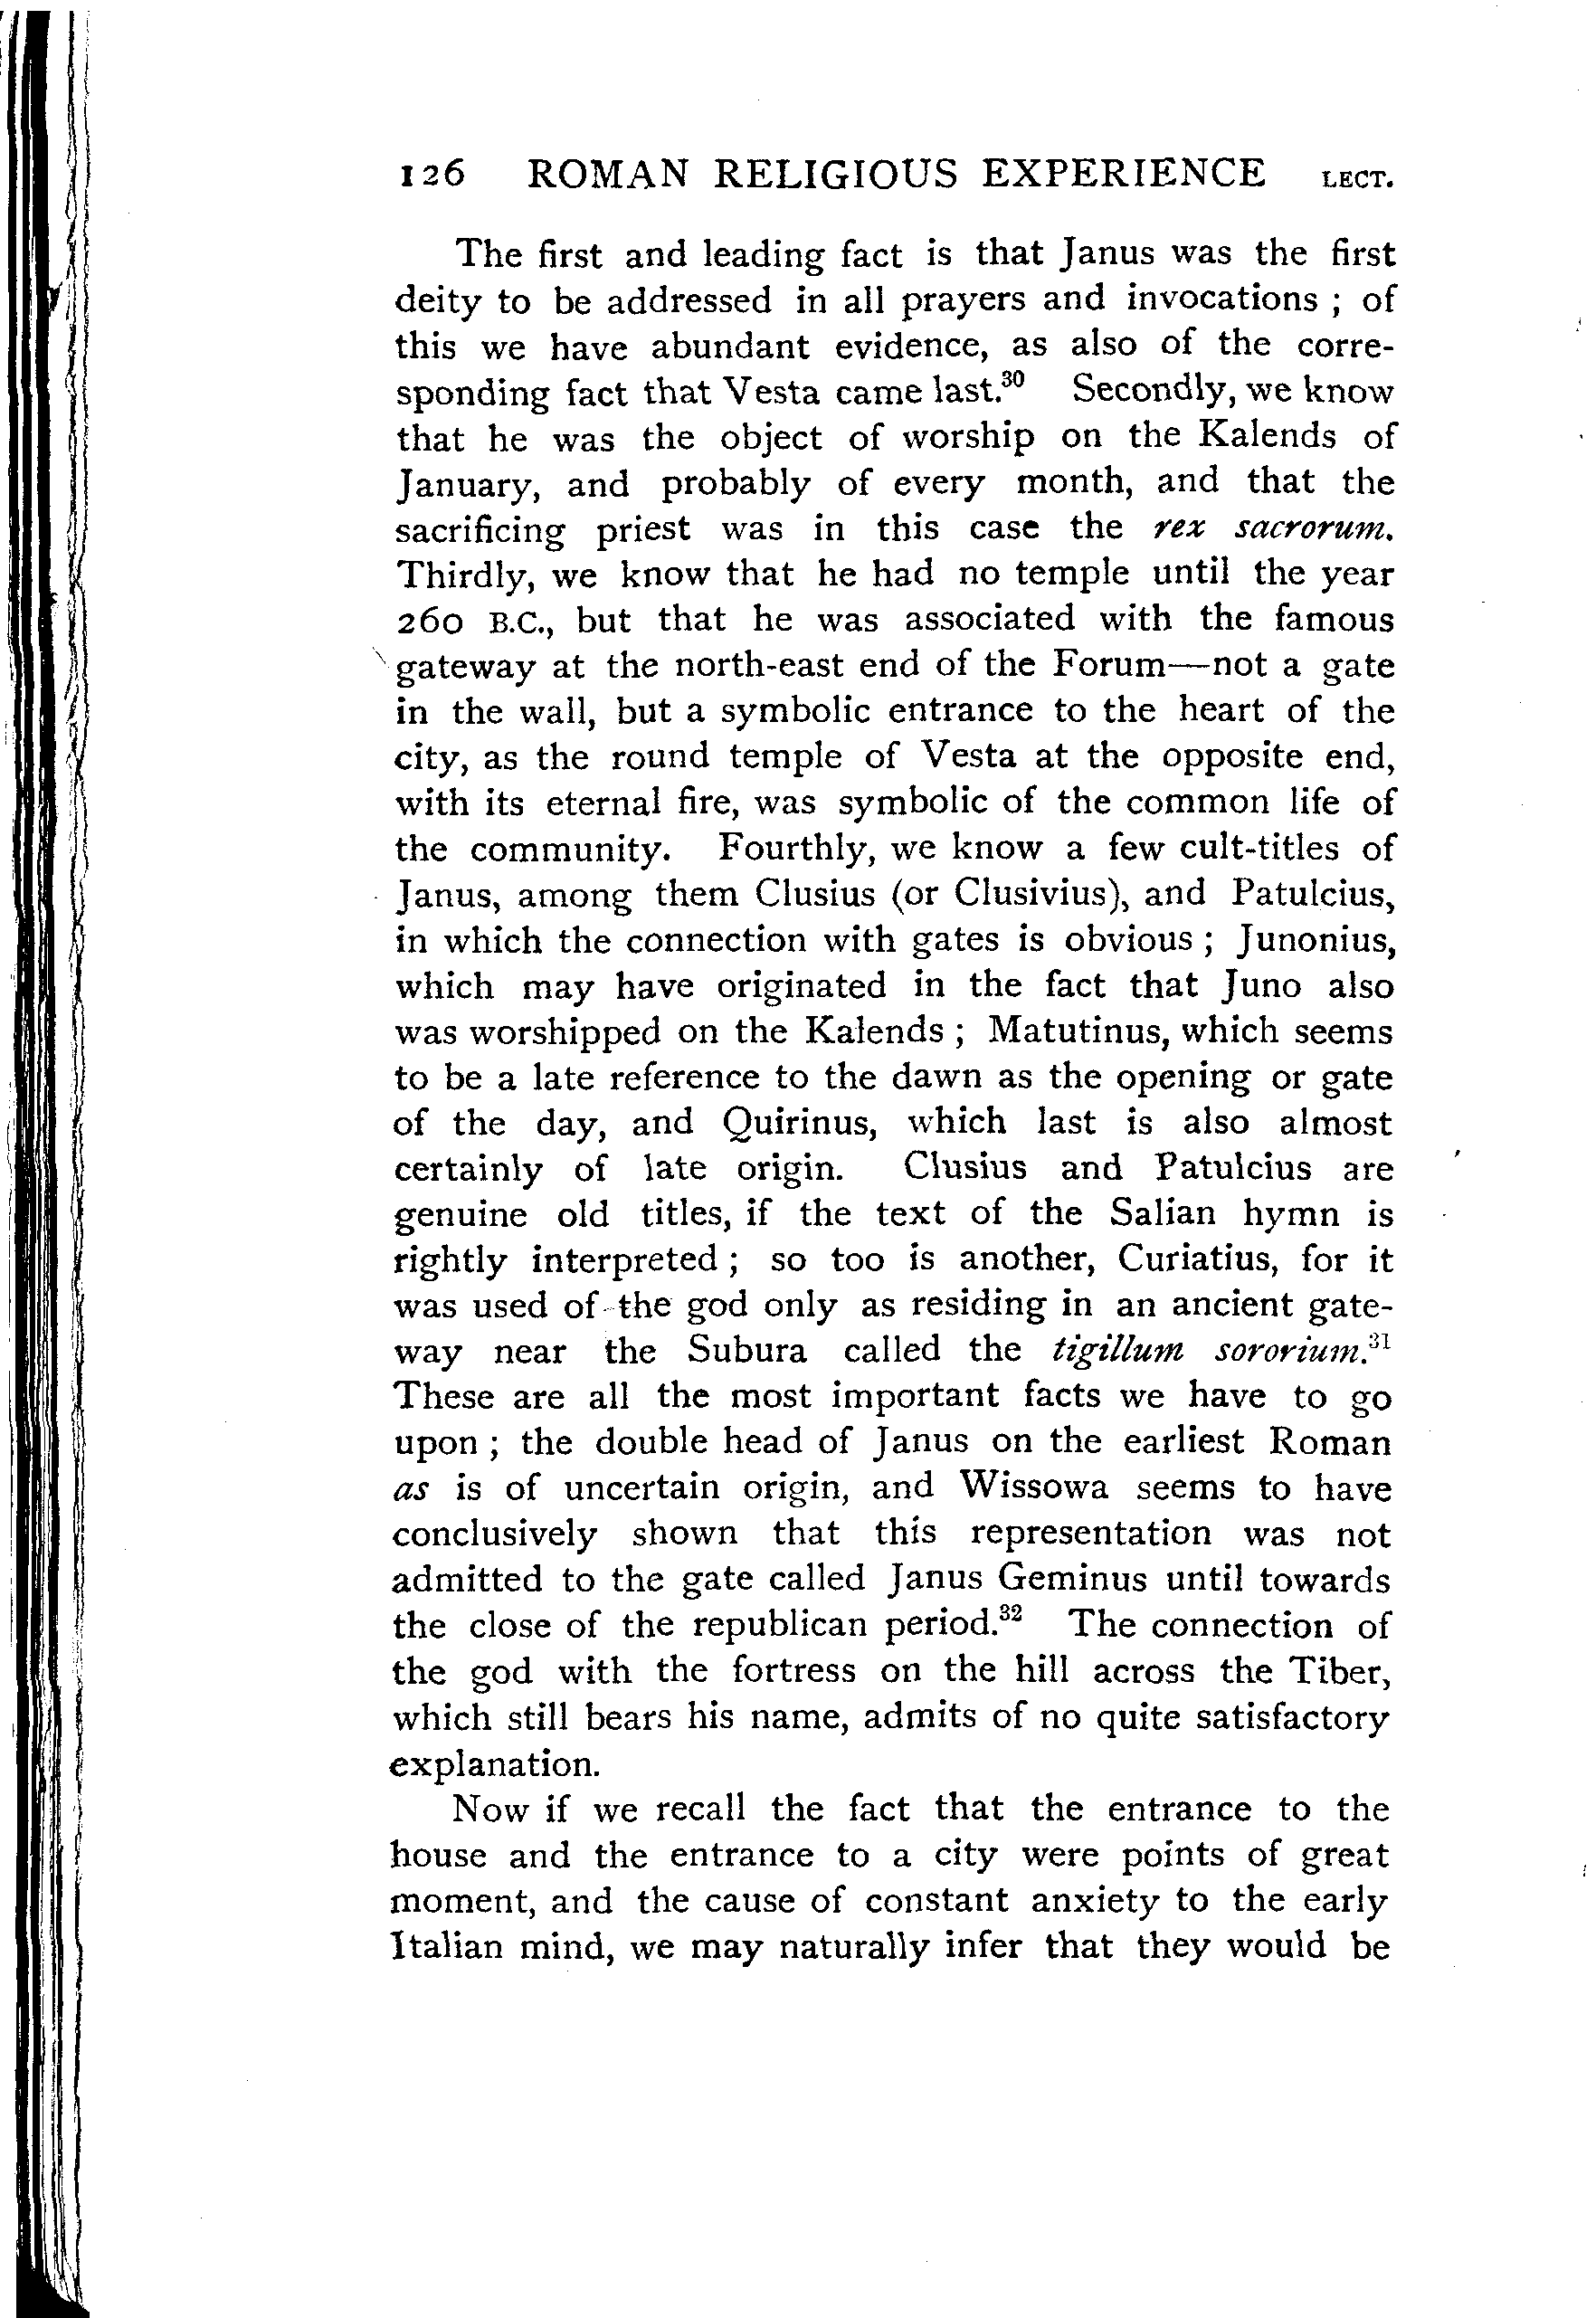 126 ROMAN RELIGIOUS EXPERIENCE LECT.
The first and leading fact is that Janus was the first
deity to be addressed in all prayers and invocations ; of
this we have abundant evidence, as also of the corre-
sponding fact that Vesta came last.³⁰ Secondly, we know
that he was the object of worship on the Kalends of
January, and probably of every month, and that the
sacrificing priest was in this case the rex sacrorum.
Thirdly, we know that he had no temple until the year
260 B.C., but that he was associated with the famous
gateway at the north-east end of the Forum—not a gate
in the wall, but a symbolic entrance to the heart of the
city, as the round temple of Vesta at the opposite end,
with its eternal fire, was symbolic of the common life of
the community. Fourthly, we know a few cult-titles of
Janus, among them Clusius (or Clusivius), and Patulcius,
in which the connection with gates is obvious ; Junonius,
which may have originated in the fact that Juno also
was worshipped on the Kalends ; Matutinus, which seems
to be a late reference to the dawn as the opening or gate
of the day, and Quirinus, which last is also almost
certainly of late origin. Clusius and Patulcius are
genuine old titles, if the text of the Salian hymn is
rightly interpreted ; so too is another, Curiatius, for it
was used of the god only as residing in an ancient gate-
way near the Subura called the tigillum sororium.³¹
These are all the most important facts we have to go
upon ; the double head of Janus on the earliest Roman
as is of uncertain origin, and Wissowa seems to have
conclusively shown that this representation was not
admitted to the gate called Janus Geminus until towards
the close of the republican period.³² The connection of
the god with the fortress on the hill across the Tiber,
which still bears his name, admits of no quite satisfactory
explanation.
Now if we recall the fact that the entrance to the
house and the entrance to a city were points of great
moment, and the cause of constant anxiety to the early
Italian mind, we may naturally infer that they would be